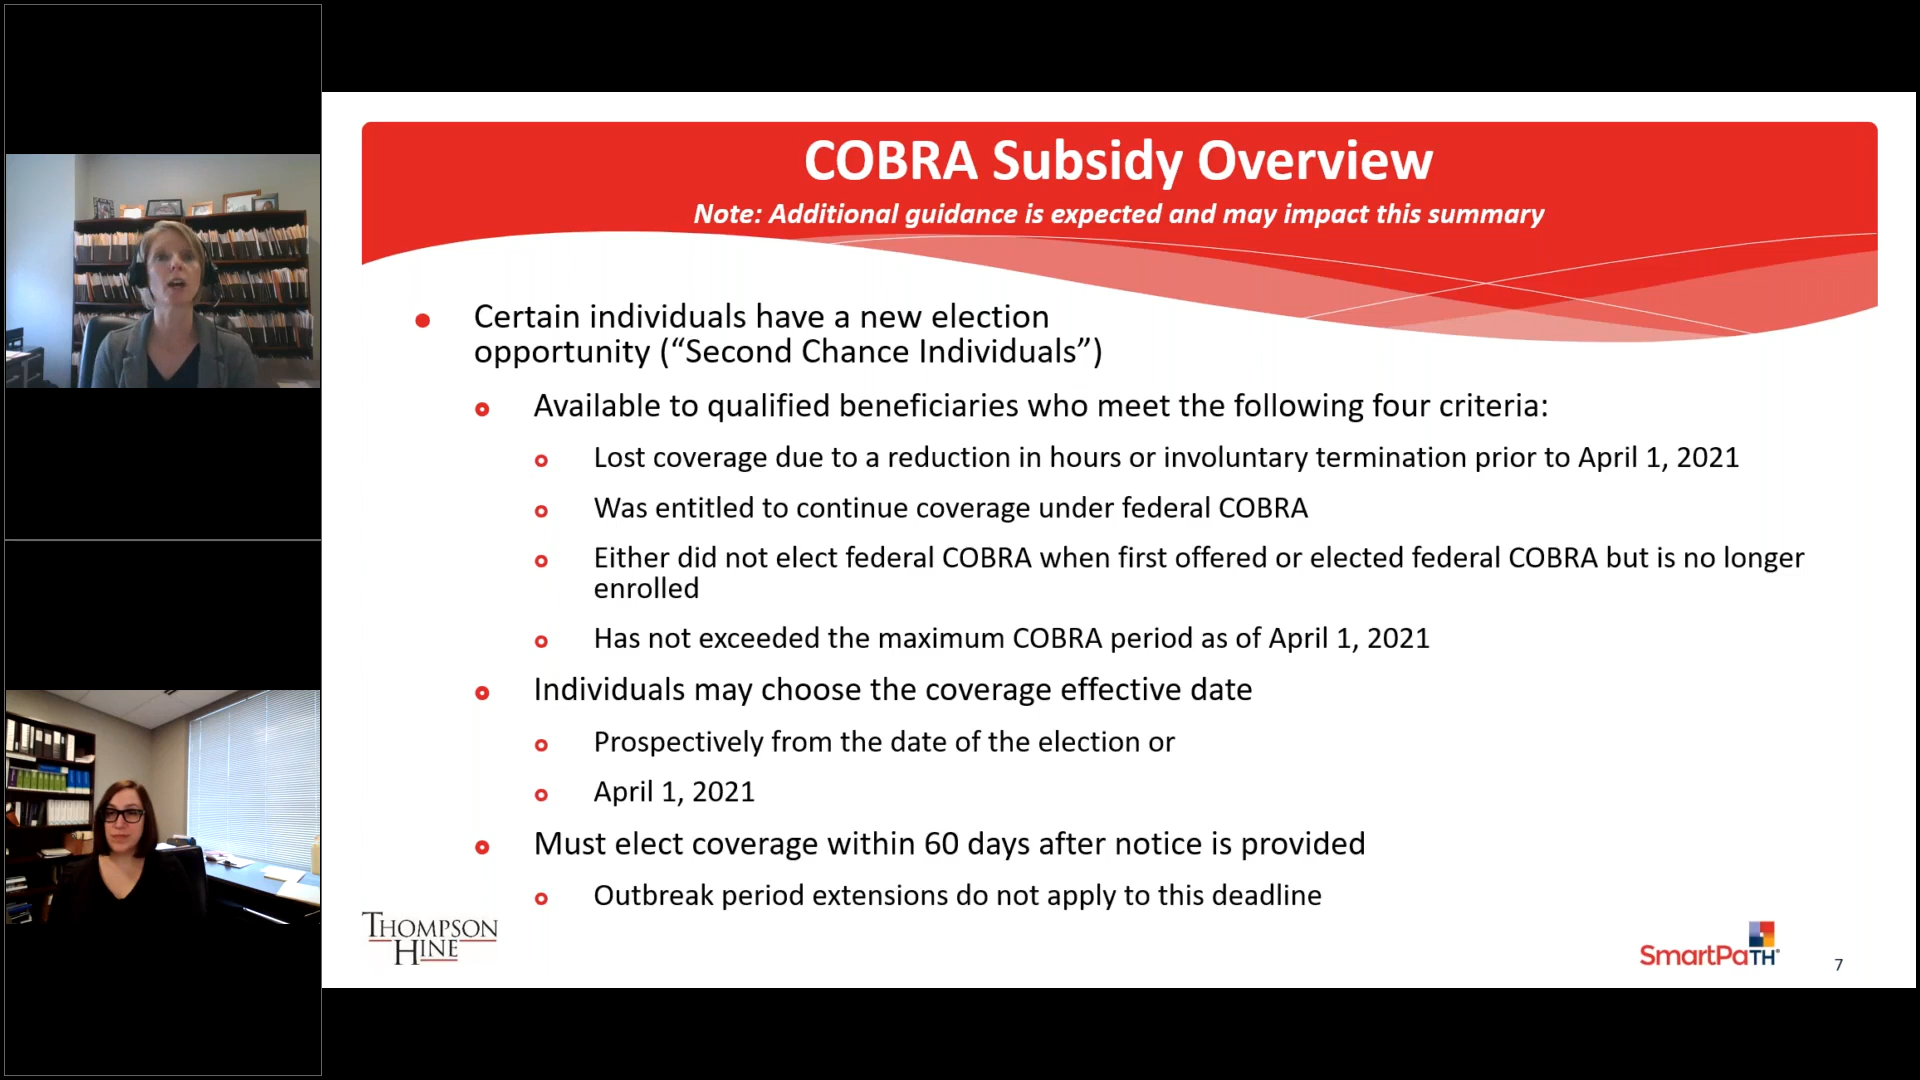 COBRA Subsidy Overview
Note: Additional guidance is expected and may impact this summary
Certain individuals have a new election
opportunity (“Second Chance Individuals”)
Available to qualified beneficiaries who meet the following four criteria:
Lost coverage due to a reduction in hours or involuntary termination prior to April 1, 2021
Was entitled to continue coverage under federal COBRA
Either did not elect federal COBRA when first offered or elected federal COBRA but is no longer
enrolled
Has not exceeded the maximum COBRA period as of April 1, 2021
Individuals may choose the coverage effective date
Prospectively from the date of the election or
April 1, 2021
Must elect coverage within 60 days after notice is provided
Outbreak period extensions do not apply to this deadline
THOMPSON
HINE
SmartPaTH
7